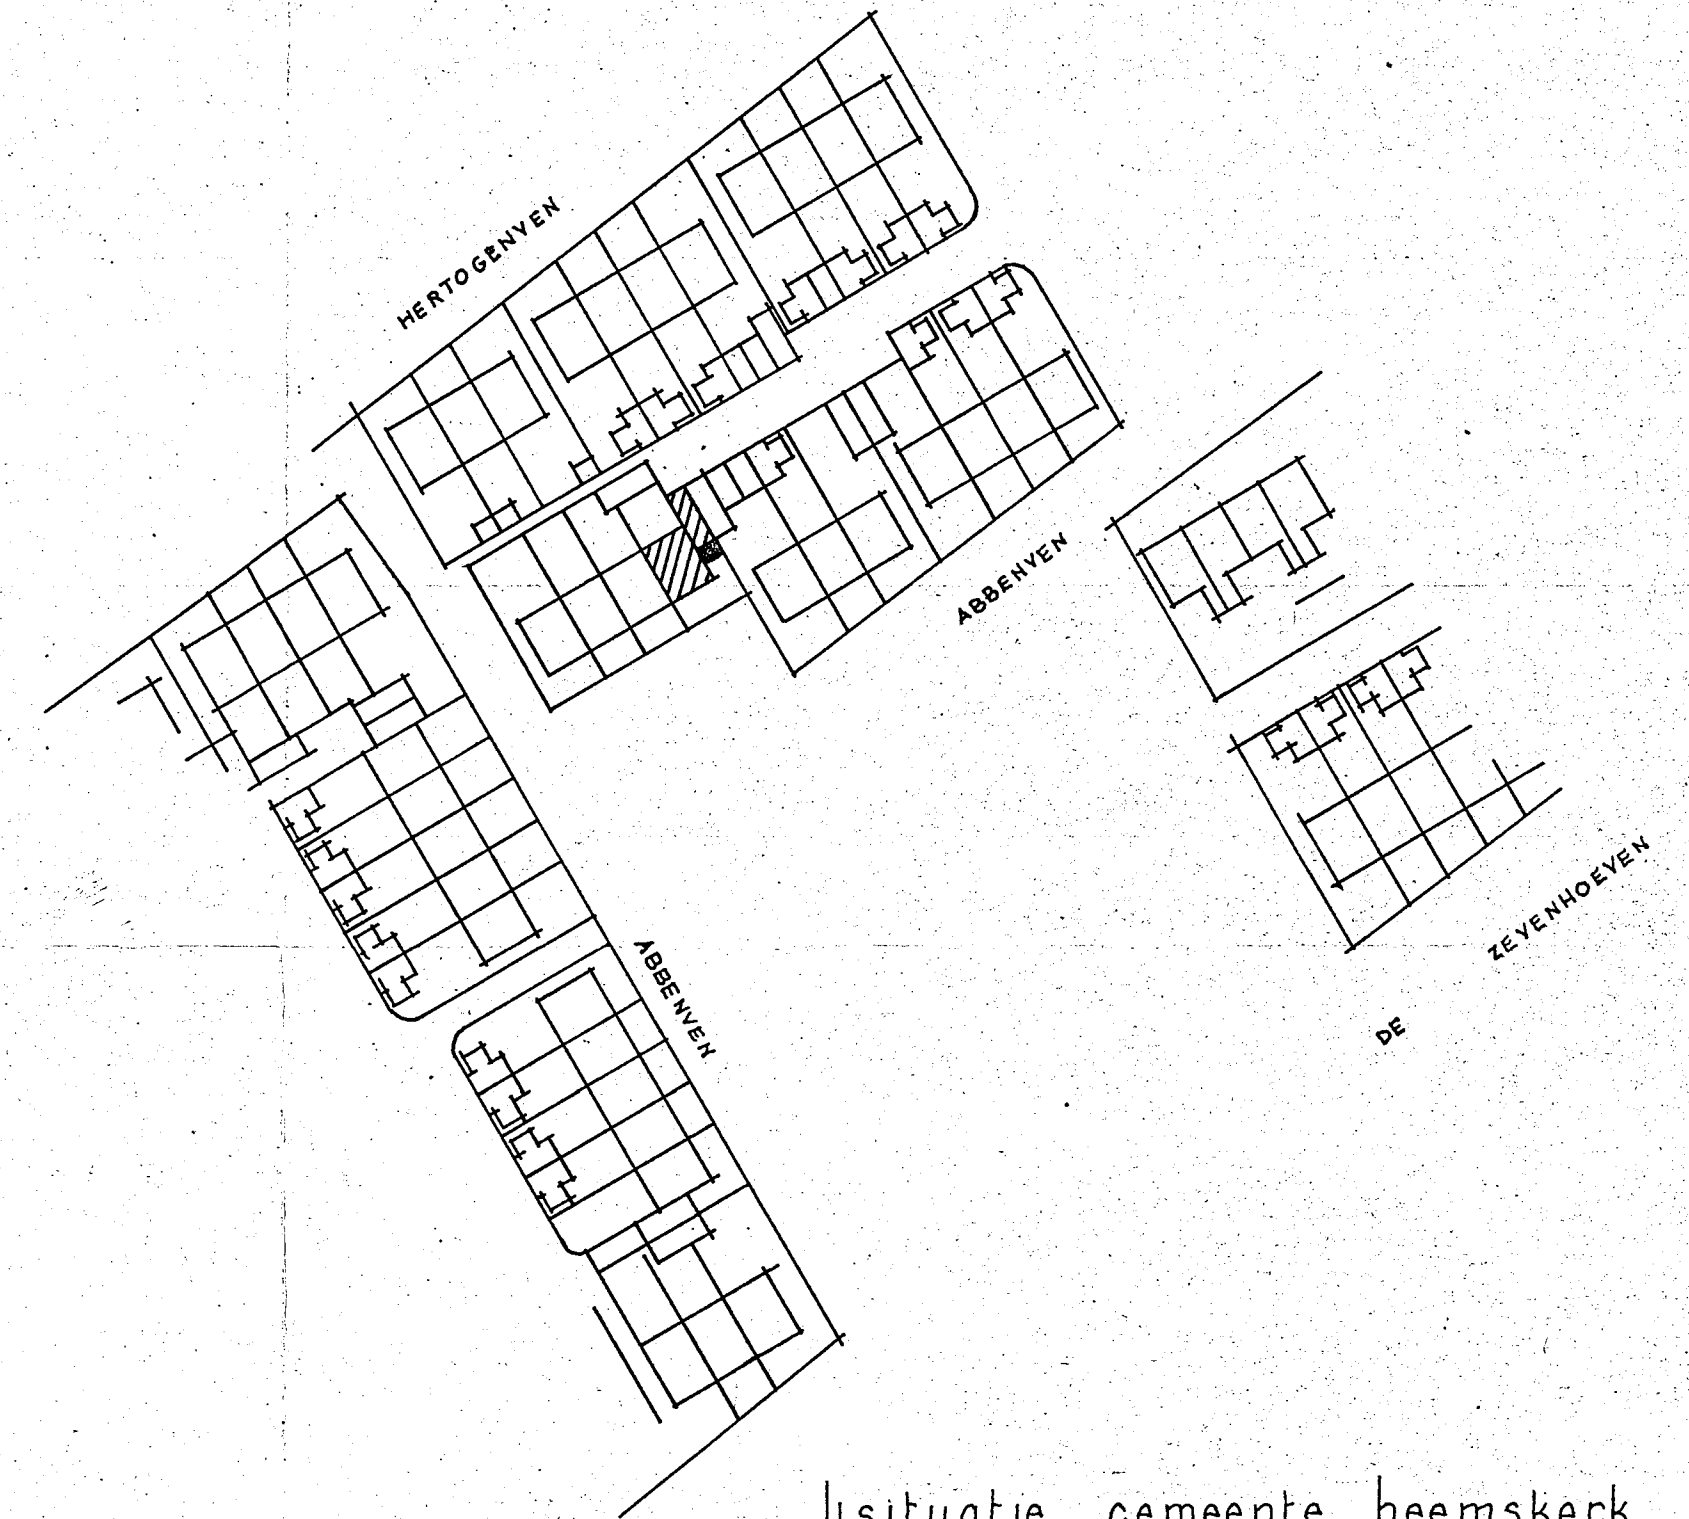 HERTOGENVEN
ABBENVEN
ABBENVEN
DE ZEVENHOEVEN
situatie gemeente heemskerk